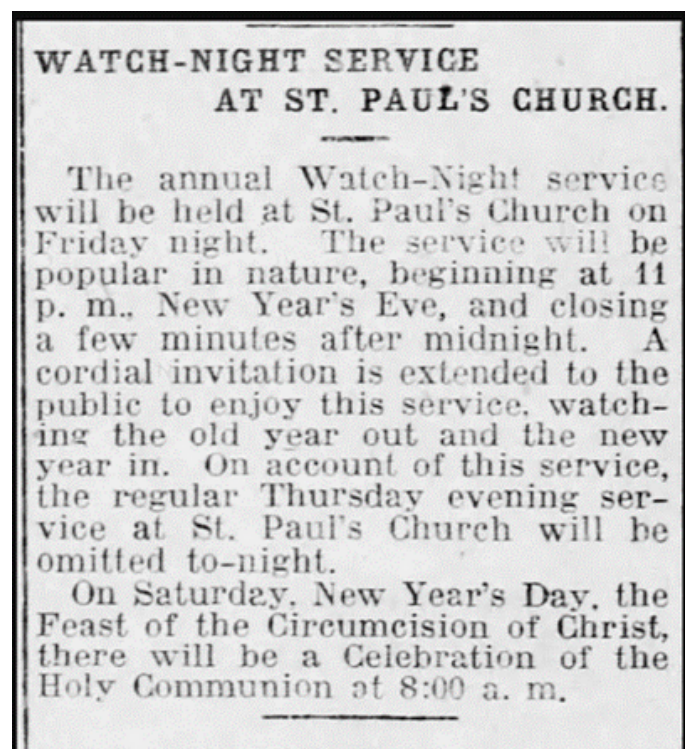 WATCH-NIGHT SERVICE
AT ST. PAUL'S CHURCH.
The annual Watch-Night service
will be held at St. Paul's Church on
Friday night. The service will be
popular in nature, beginning at 11
p. m., New Year's Eve, and closing
a few minutes after midnight. A
cordial invitation is extended to the
public to enjoy this service, watch-
ing the old year out and the new
year in. On account of this service,
the regular Thursday evening ser-
vice at St. Paul's Church will be
omitted to-night.
On Saturday, New Year's Day, the
Feast of the Circumcision of Christ,
there will be a Celebration of the
Holy Communion at 8:00 a. m.